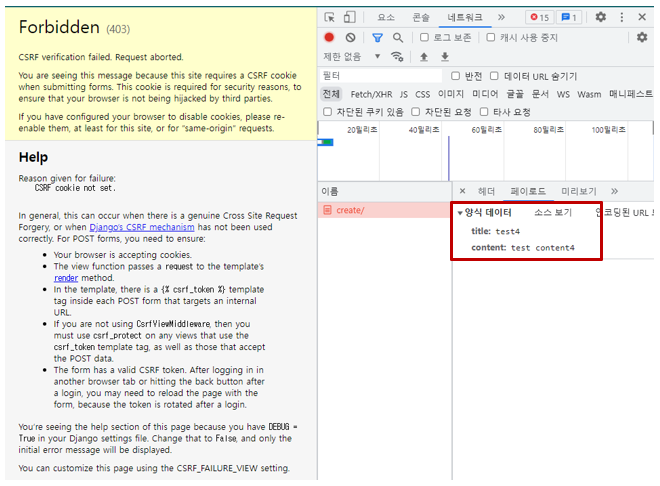 Forbidden (403)
CSRF verification failed. Request aborted.
You are seeing this message because this site requires a CSRF cookie
when submitting forms. This cookie is required for security reasons, to
ensure that your browser is not being hijacked by third parties.
If you have configured your browser to disable cookies, please re-
enable them, at least for this site, or for “same-origin” requests.
Help
Reason given for failure:
CSRF cookie not set.
In general, this can occur when there is a genuine Cross Site Request
Forgery, or when Django’s CSRF mechanism has not been used
correctly. For POST forms, you need to ensure:
• Your browser is accepting cookies.
• The view function passes a request to the template’s
render method.
• In the template, there is a {% csrf_token %} template
tag inside each POST form that targets an internal
URL.
• If you are not using CsrfViewMiddleware, then you
must use csrf_protect on any views that use the
csrf_token template tag, as well as those that accept
the POST data.
• The form has a valid CSRF token. After logging in in
another browser tab or hitting the back button after
a login, you may need to reload the page with the
form, because the token is rotated after a login.
You’re seeing the help section of this page because you have DEBUG =
True in your Django settings file. Change that to False, and only the
initial error message will be displayed.
You can customize this page using the CSRF_FAILURE_VIEW setting.
요소 콘솔 네트워크 » 15 1
로그 보존 캐시 사용 중지
제한 없음
필터 반전 데이터 URL 숨기기
전체 Fetch/XHR JS CSS 이미지 미디어 글꼴 문서 WS Wasm 매니페스트
차단된 쿠키 있음 차단된 요청 타사 요청
20밀리초 40밀리초 60밀리초 80밀리초 100밀리초
이름 × 헤더 페이로드 미리보기 »
create/
▼양식 데이터 소스 보기 인코딩된 URL
title: test4
content: test content4